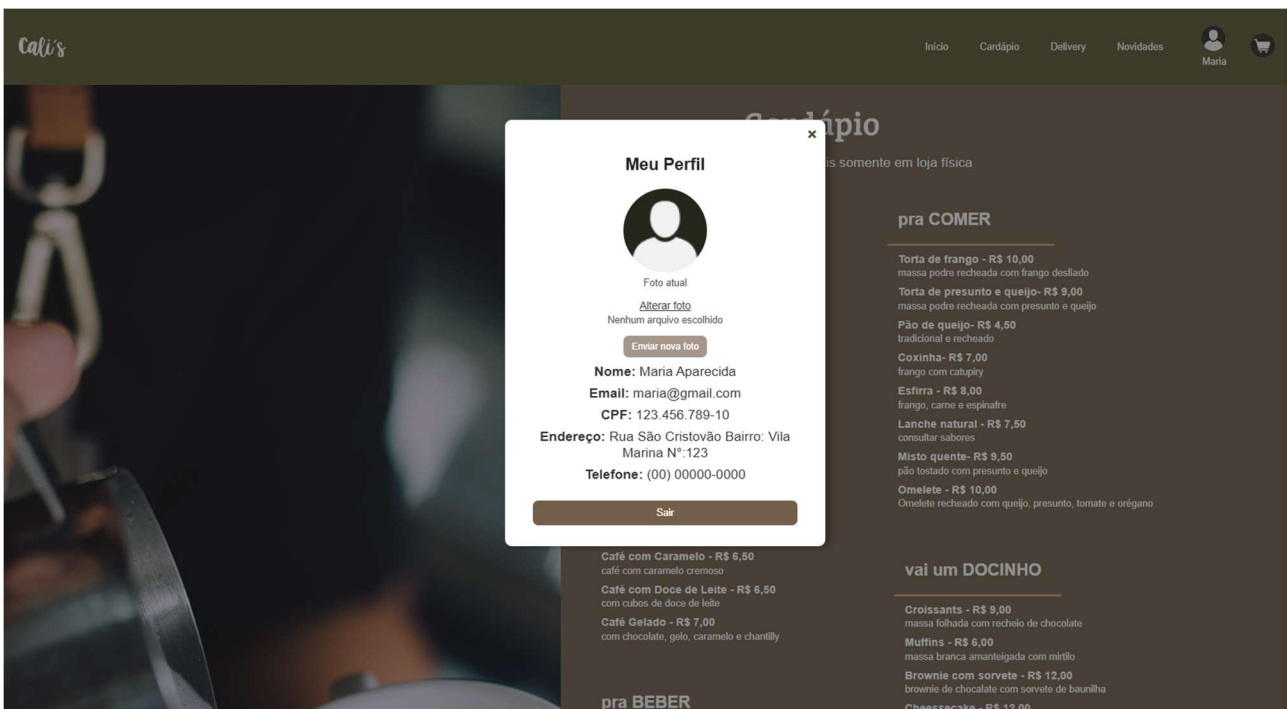 Cali's
Início Cardápio Delivery Novidades
Maria
Cardápio
is somente em loja física
×
Meu Perfil
Foto atual
Alterar foto
Nenhum arquivo escolhido
Enviar nova foto
Nome: Maria Aparecida
Email: maria@gmail.com
CPF: 123.456.789-10
Endereço: Rua São Cristovão Bairro: Vila
Marina N°:123
Telefone: (00) 00000-0000
Sair
Café com Caramelo - R$ 6,50
café com caramelo cremoso
Café com Doce de Leite - R$ 6,50
com cubos de doce de leite
Café Gelado - R$ 7,00
com chocolate, gelo, caramelo e chantilly
pra BEBER
pra COMER
Torta de frango - R$ 10,00
massa podre recheada com frango desfiado
Torta de presunto e queijo- R$ 9,00
massa podre recheada com presunto e queijo
Pão de queijo- R$ 4,50
tradicional e recheado
Coxinha- R$ 7,00
frango com catupiry
Esfirra - R$ 8,00
frango, carne e espinafre
Lanche natural - R$ 7,50
consultar sabores
Misto quente- R$ 9,50
pão tostado com presunto e queijo
Omelete - R$ 10,00
Omelete recheado com queijo, presunto, tomate e orégano
vai um DOCINHO
Croissants - R$ 9,00
massa folhada com recheio de chocolate
Muffins - R$ 6,00
massa branca amanteigada com mirtilo
Brownie com sorvete - R$ 12,00
brownie de chocalate com sorvete de baunilha
Cheessecake - R$ 12,00